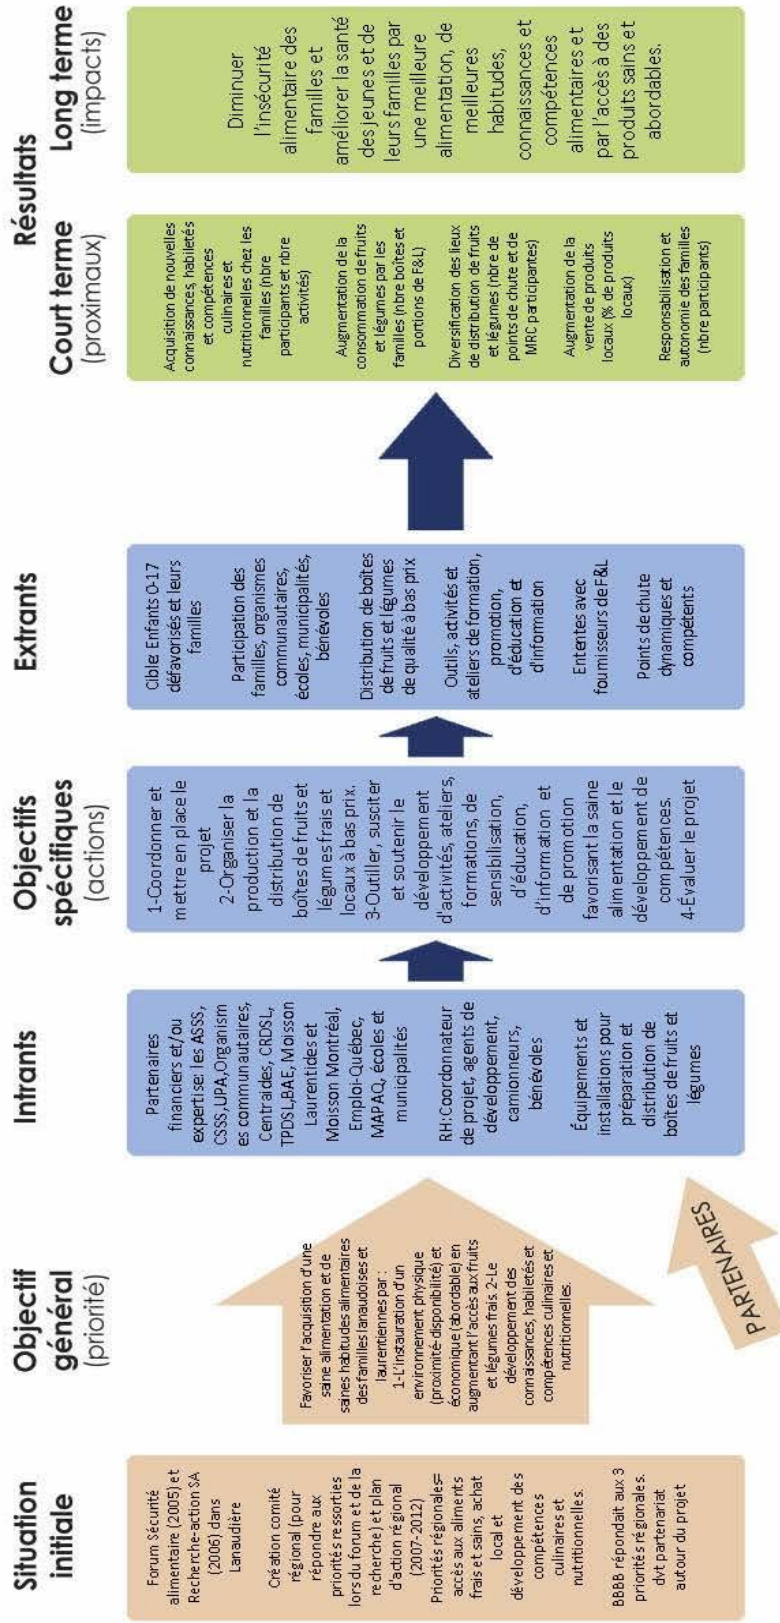 Situation
initiale
Forum Sécurité
alimentaire (2005) et
Recherche-action SA
(2006) dans
Lanaudière
Création comité
régional (pour
répondre aux
priorités ressorties
lors du forum et de la
recherche) et plan
d'action régional
(2007-2012)
Priorités régionales=
accès aux aliments
frais et sains, achat
local et
développement des
compétences
culinaires et
nutritionnelles.
BBBB répondait aux 3
priorités régionales.
dvt partenariat
autour du projet
Objectif
général
(priorité)
Favoriser l'acquisition d'une
saine alimentation et de
saines habitudes alimentaires
des familles lanaudoises et
laurentiennes par :
1-L'instauration d'un
environnement physique
(proximité-disponibilité) et
économique (abordable) en
augmentant l'accès aux fruits
et légumes frais. 2-Le
développement des
connaissances, habiletés et
compétences culinaires et
nutritionnelles.
PARTENAIRES
Intrants
Partenaires
financiers et/ou
expertise: les ASSS,
CSSS,UPA,Organism
es communautaires,
Centraides, CRDSL,
TPDSL,BAE, Moisson
Laurentides et
Moisson Montréal,
Emploi-Québec,
MAPAQ, écoles et
municipalités
RH:Coordonnateur
de projet, agents de
développement,
camionneurs,
bénévoles
Équipements et
installations pour
préparation et
distribution de
boîtes de fruits et
légumes
Objectifs
spécifiques
(actions)
1-Coordonner et
mettre en place le
projet
2-Organiser la
production et la
distribution de
boîtes de fruits et
légumes frais et
locaux à bas prix.
3-Outiller, susciter
et soutenir le
développement
d'activités, ateliers,
formations, de
sensibilisation,
d'éducation,
d'information et
de promotion
favorisant la saine
alimentation et le
développement de
compétences.
4-Évaluer le projet
Extrants
Cible: Enfants 0-17
défavorisés et leurs
familles
Participation des
familles, organismes
communautaires,
écoles, municipalités,
bénévoles
Distribution de boîtes
de fruits et légumes
de qualité à bas prix
Outils, activités et
ateliers de formation,
promotion,
d'éducation et
d'information
Ententes avec
fournisseurs de F&L
Points de chute
dynamiques et
compétents
Résultats
Court terme
(proximaux)
Acquisition de nouvelles
connaissances, habiletés
et compétences
culinaires et
nutritionnelles chez les
familles (nbre
participants et nbre
activités)
Augmentation de la
consommation de fruits
et légumes par les
familles (nbre boîtes et
portions de F&L)
Diversification des lieux
de distribution de fruits
et légumes (nbre de
points de chute et de
MRC participantes)
Augmentation de la
vente de produits
locaux (% de produits
locaux)
Responsabilisation et
autonomie des familles
(nbre participants)
Long terme
(impacts)
Diminuer
l'insécurité
alimentaire des
familles et
améliorer la santé
des jeunes et de
leurs familles par
une meilleure
alimentation, de
meilleures
habitudes,
connaissances et
compétences
alimentaires et
par l'accès à des
produits sains et
abordables.